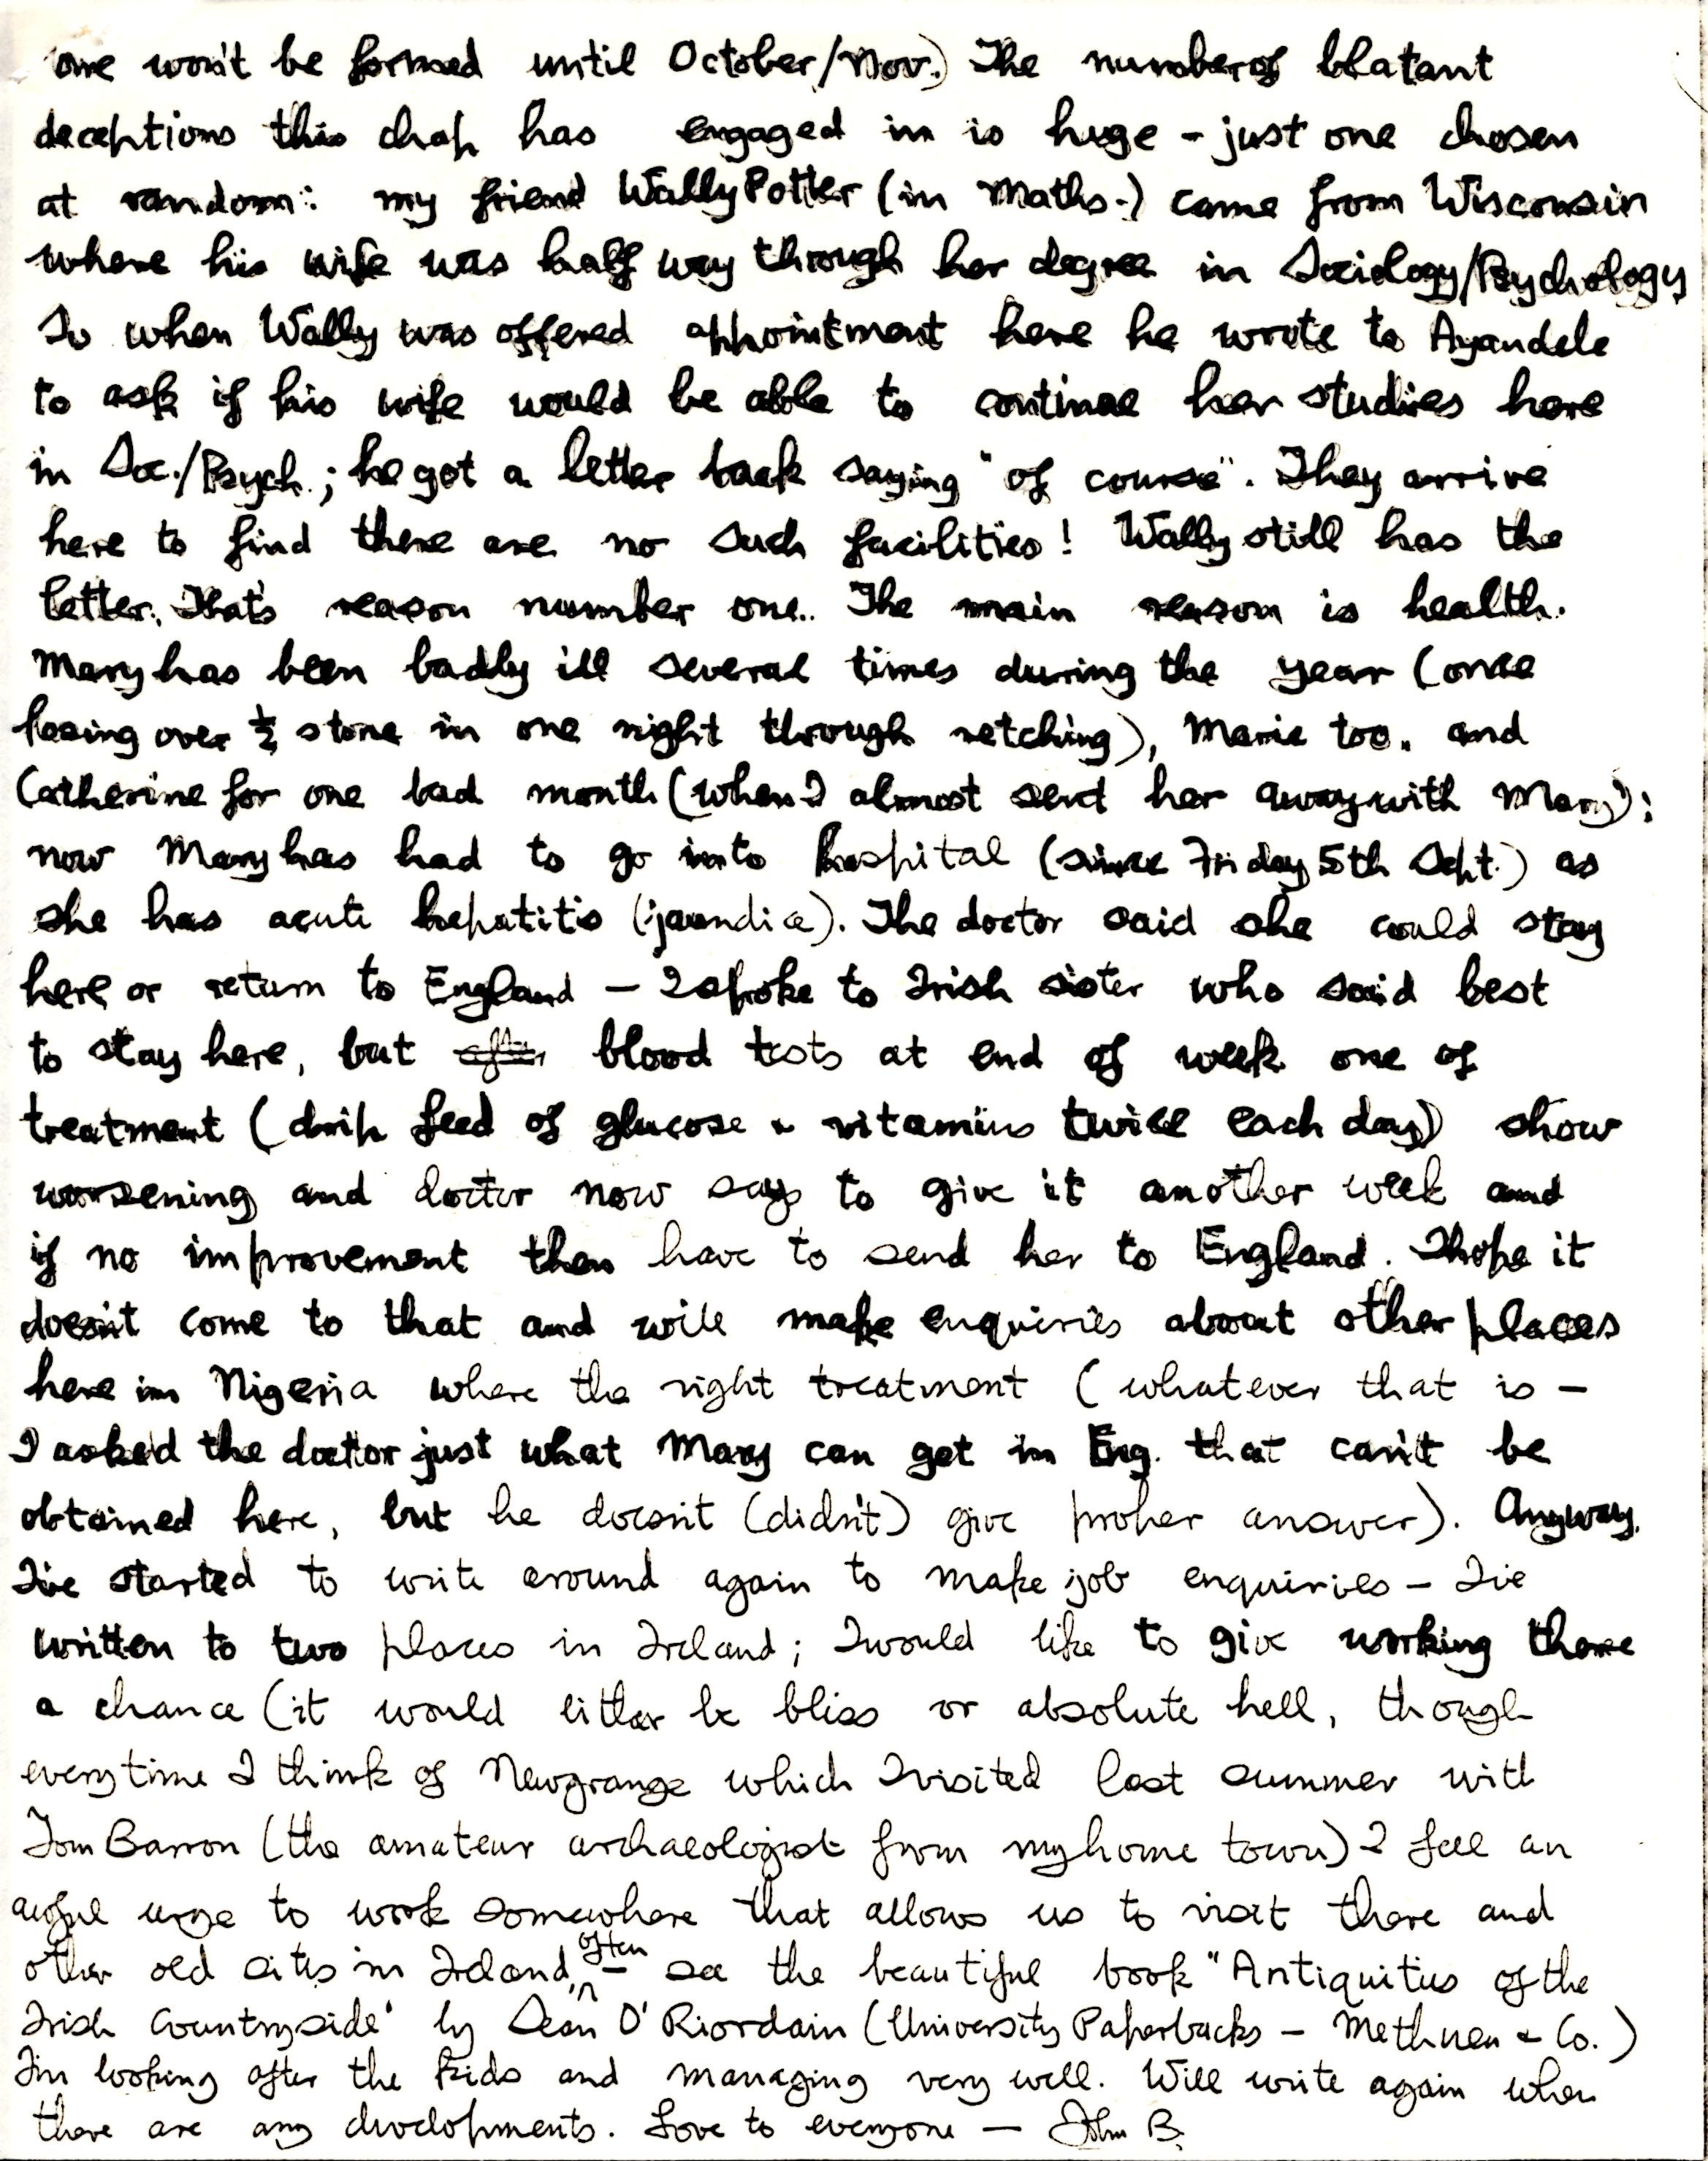 one won't be formed until October/Nov.) The number of blatant
deceptions this chap has engaged in is huge - just one chosen
at random: my friend Wally Potter (in Maths.) came from Wisconsin
where his wife was half way through her degree in Sociology/Psychology
So when Wally was offered appointment here he wrote to Ayandele
to ask if his wife would be able to continue her studies here
in Soc./Psych.; he got a letter back saying "of course". They arrive
here to find there are no such facilities! Wally still has the
letter. That's reason number one. The main reason is health.
Mary has been badly ill several times during the year (once
losing over ½ stone in one night through retching), Marie too. and
Catherine for one bad month (when I almost sent her away with Mary);
now Mary has had to go into hospital (since Friday 5th Sept.) as
she has acute hepatitis (jaundice). The doctor said she could stay
here or return to England – I spoke to Irish sister who said best
to stay here, but after blood tests at end of week one of
treatment (drip feed of glucose & vitamins twice each day) show
worsening and doctor now says to give it another week and
if no improvement then have to send her to England. I hope it
doesn't come to that and will make enquiries about other places
here in Nigeria where the right treatment (whatever that is –
I asked the doctor just what Mary can get in Eng. that can't be
obtained here, but he doesn't (didn't) give proper answer). Anyway,
I've started to write around again to make job enquiries – I've
written to two places in Ireland; I would like to give working there
a chance (it would either be bliss or absolute hell, though
every time I think of Newgrange which I visited last summer with
Tom Barron (the amateur archaeologist from my home town) I feel an
awful urge to work somewhere that allows us to visit there and
other old sites in Ireland, often – see the beautiful book "Antiquities of the
Irish Countryside" by Sean O'Riordain (University Paperbacks – Methuen & Co.)
I'm looking after the kids and managing very well. Will write again when
there are any developments. Love to everyone — John B.